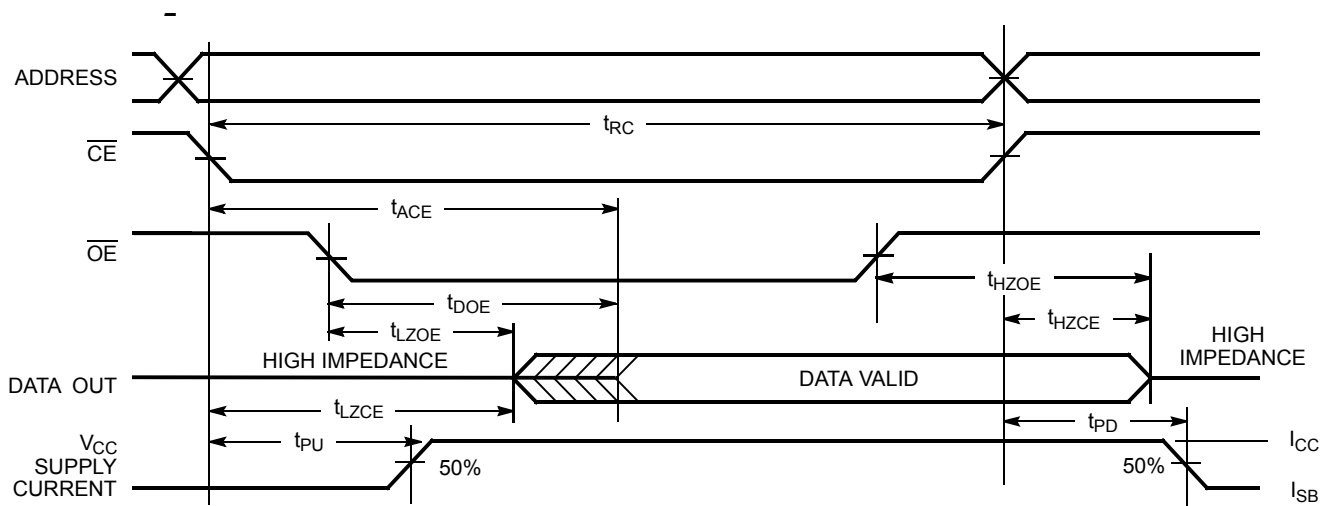 ADDRESS
tRC
CE
tACE
OE
tHZOE
tDOE
tHZCE
tLZOE
HIGH IMPEDANCE
HIGH
IMPEDANCE
DATA OUT
DATA VALID
tLZCE
tPD
VCC
SUPPLY
CURRENT
tPU
50%
50%
ICC
ISB